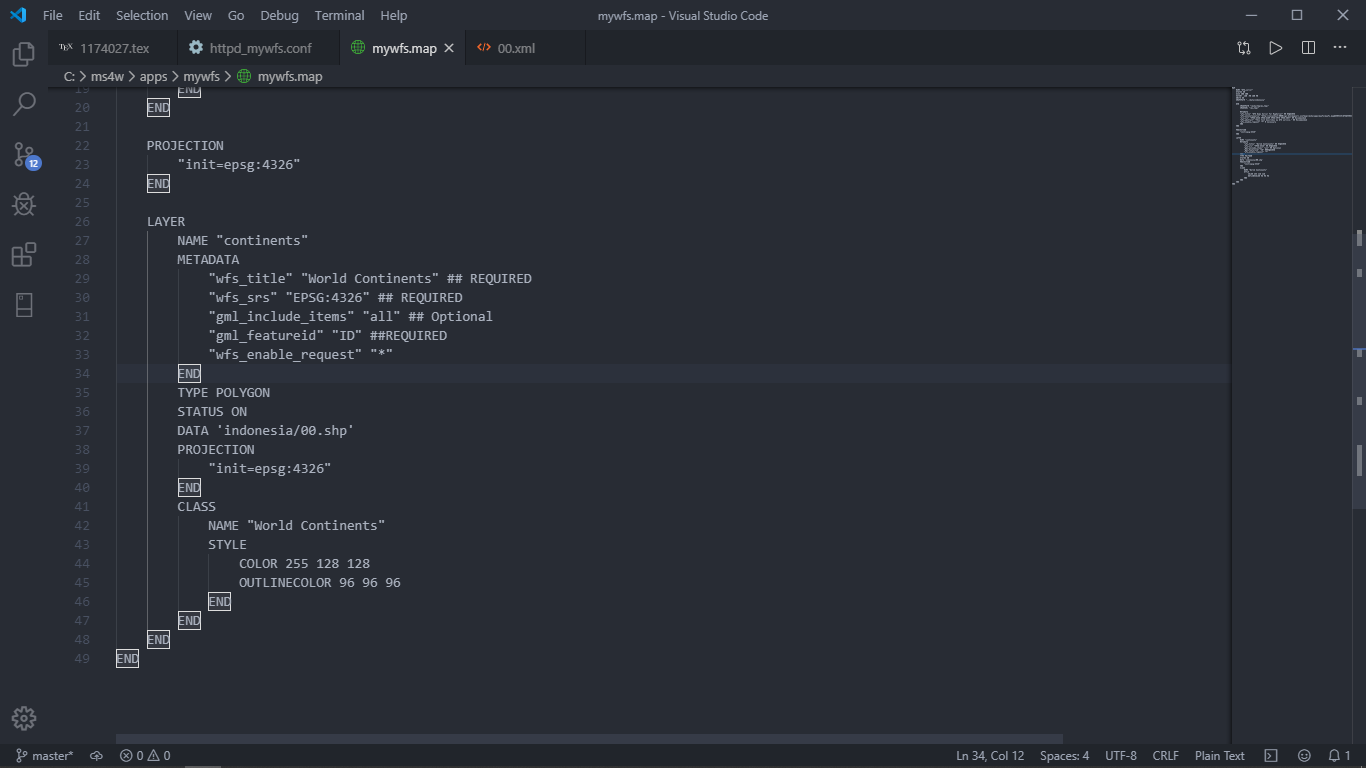 File Edit Selection View Go Debug Terminal Help mywfs.map - Visual Studio Code
TEX 1174027.tex httpd_mywfs.conf mywfs.map 00.xml
C: > ms4w > apps > mywfs > mywfs.map
19 END
20 END
21
22 PROJECTION
23 "init=epsg:4326"
24 END
25
26 LAYER
27 NAME "continents"
28 METADATA
29 "wfs_title" "World Continents" ## REQUIRED
30 "wfs_srs" "EPSG:4326" ## REQUIRED
31 "gml_include_items" "all" ## Optional
32 "gml_featureid" "ID" ##REQUIRED
33 "wfs_enable_request" "*"
34 END
35 TYPE POLYGON
36 STATUS ON
37 DATA 'indonesia/00.shp'
38 PROJECTION
39 "init=epsg:4326"
40 END
41 CLASS
42 NAME "World Continents"
43 STYLE
44 COLOR 255 128 128
45 OUTLINECOLOR 96 96 96
46 END
47 END
48 END
49 END
12
master* 0 0 Ln 34, Col 12 Spaces: 4 UTF-8 CRLF Plain Text 1